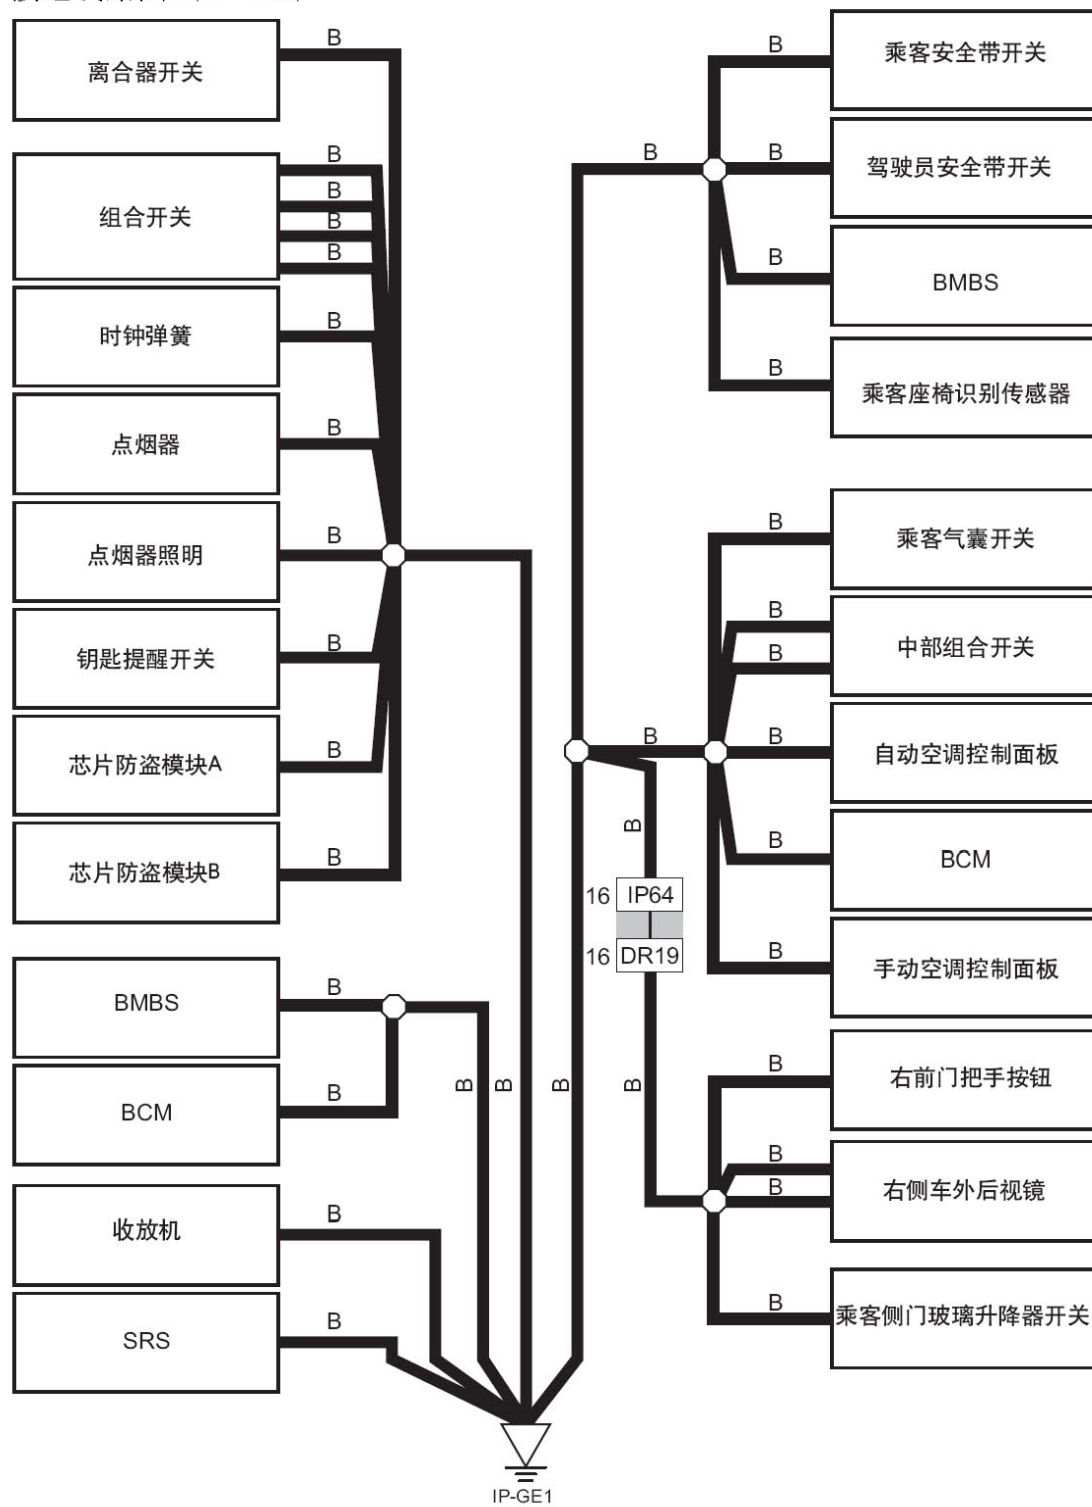 B
离合器开关
B
B
B
B
组合开关
B
时钟弹簧
B
点烟器
B
点烟器照明
B
钥匙提醒开关
B
芯片防盗模块A
B
芯片防盗模块B
B
BMBS
B
BCM
B
收放机
B
SRS
B
B
B
B
B
乘客安全带开关
B
驾驶员安全带开关
B
BMBS
B
乘客座椅识别传感器
B
B
乘客气囊开关
B
B
中部组合开关
B
自动空调控制面板
B
BCM
B
手动空调控制面板
B
16 IP64
16 DR19
B
B
右前门把手按钮
B
B
右侧车外后视镜
B
乘客侧门玻璃升降器开关
IP-GE1